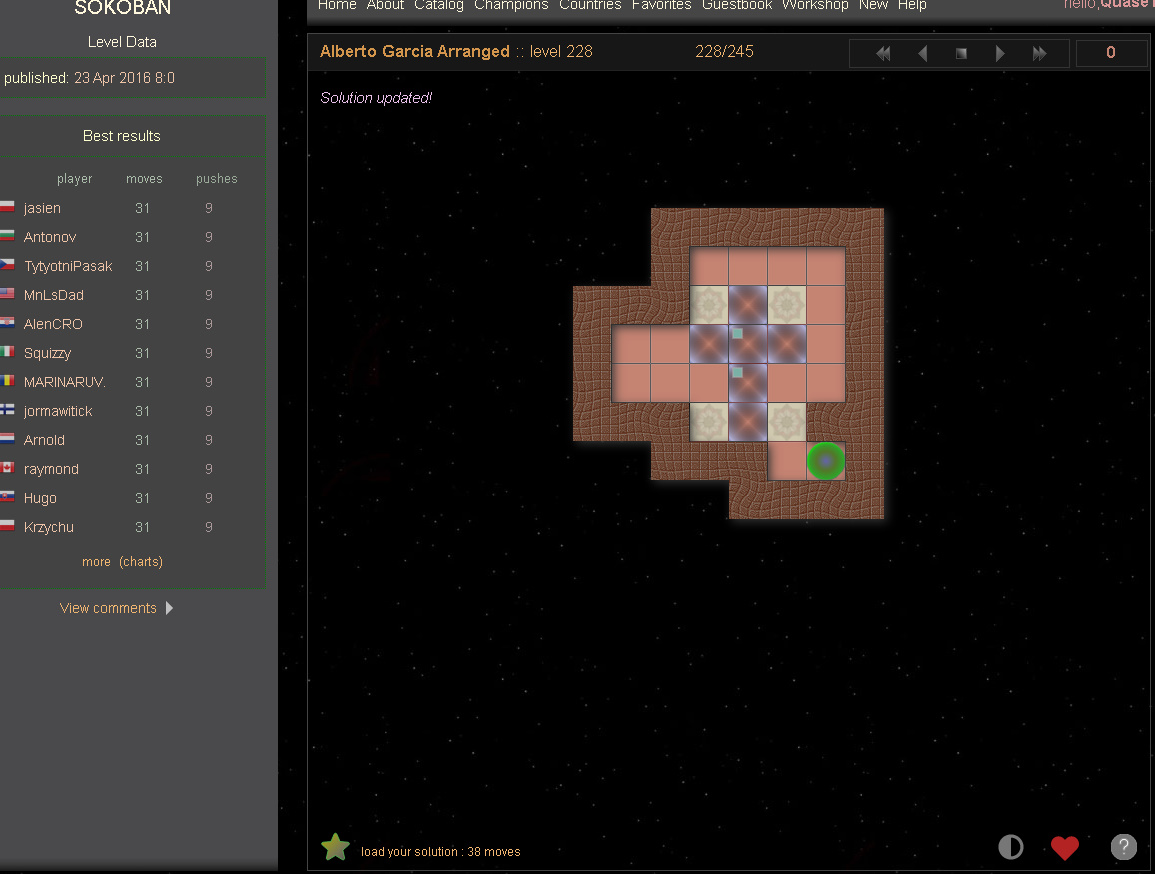 SOKOBAN
Level Data
published: 23 Apr 2016 8:0
Best results
player moves pushes
jasien 31 9
Antonov 31 9
TytyotniPasak 31 9
MnLsDad 31 9
AlenCRO 31 9
Squizzy 31 9
MARINARUV. 31 9
jormawitick 31 9
Arnold 31 9
raymond 31 9
Hugo 31 9
Krzychu 31 9
more (charts)
View comments
Home About Catalog Champions Countries Favorites Guestbook Workshop New Help
hello,
Alberto Garcia Arranged :: level 228 228/245 0
Solution updated!
load your solution : 38 moves
?